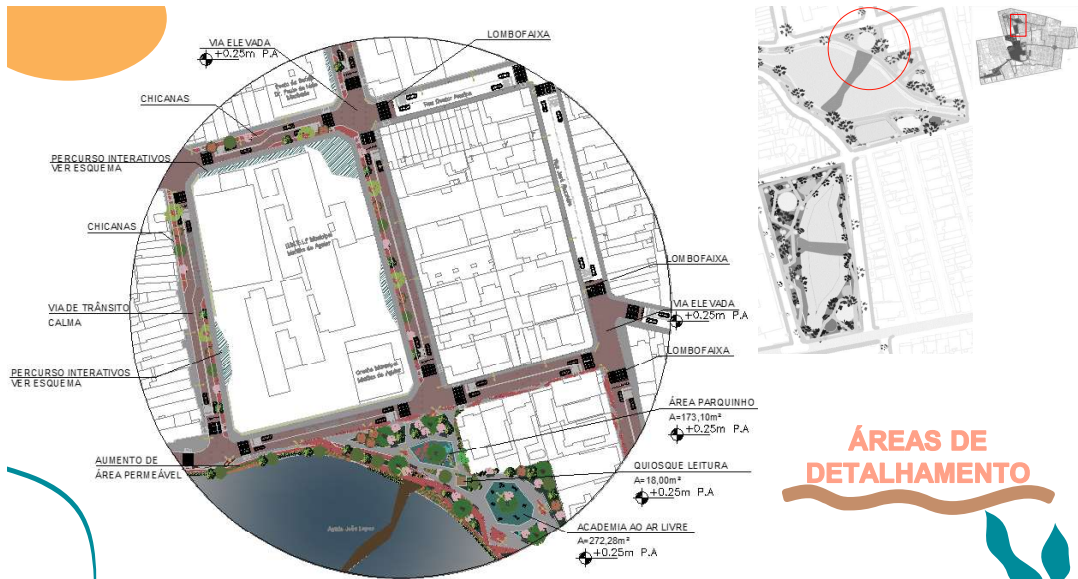 VIA ELEVADA
+0.25m P.A
LOMBOFAIXA
CHICANAS
PERCURSO INTERATIVOS
VER ESQUEMA
CHICANAS
VIA DE TRÂNSITO
CALMA
PERCURSO INTERATIVOS
VER ESQUEMA
AUMENTO DE
ÁREA PERMEÁVEL
LOMBOFAIXA
VIA ELEVADA
+0.25m P.A
LOMBOFAIXA
ÁREA PARQUINHO
A=173,10m²
+0.25m P.A
QUIOSQUE LEITURA
A=18,00m²
+0.25m P.A
ACADEMIA AO AR LIVRE
A=272,28m²
+0.25m P.A
ÁREAS DE
DETALHAMENTO